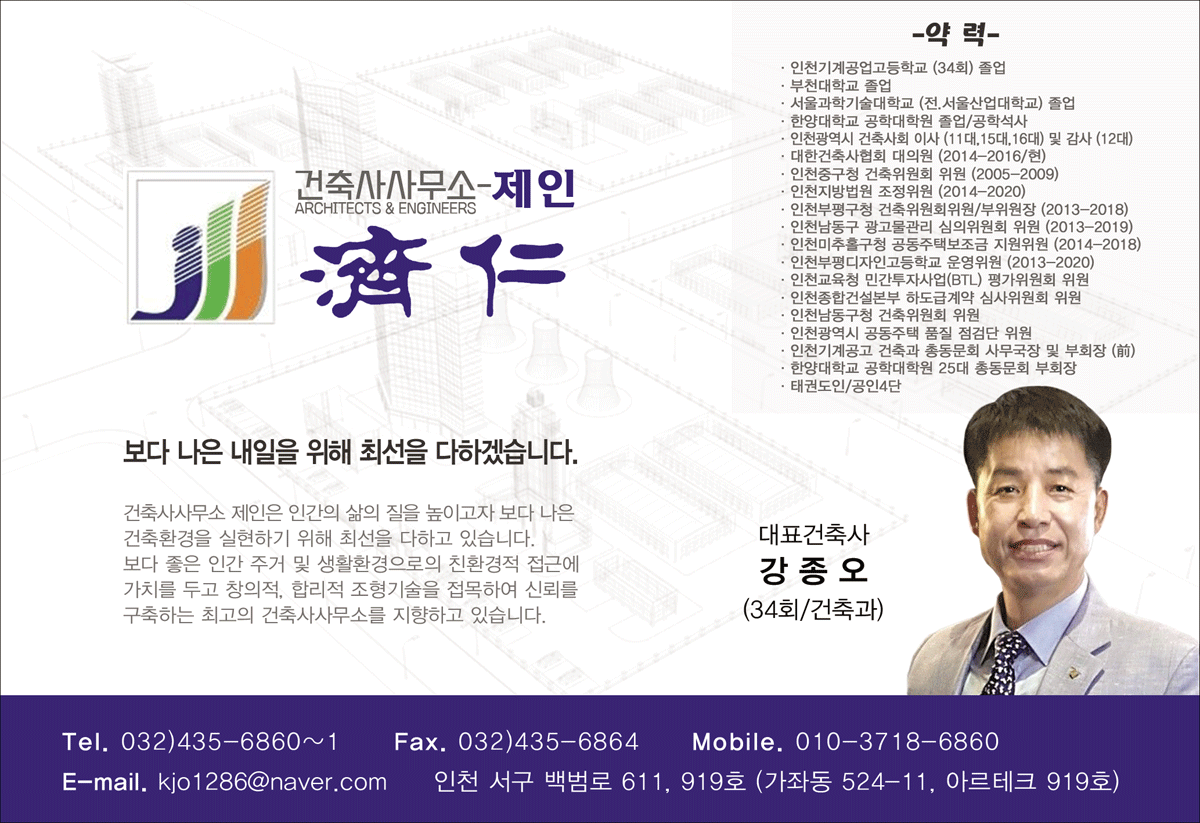 -약 력-
· 인천기계공업고등학교 (34회) 졸업
· 부천대학교 졸업
· 서울과학기술대학교 (전.서울산업대학교) 졸업
· 한양대학교 공학대학원 졸업/공학석사
· 인천광역시 건축사회 이사 (11대.15대.16대) 및 감사 (12대)
· 대한건축사협회 대의원 (2014-2016/현)
· 인천중구청 건축위원회 위원 (2005-2009)
· 인천지방법원 조정위원 (2014-2020)
· 인천부평구청 건축위원회위원/부위원장 (2013-2018)
· 인천남동구 광고물관리 심의위원회 위원 (2013-2019)
· 인천미추홀구청 공동주택보조금 지원위원 (2014-2018)
· 인천부평디자인고등학교 운영위원 (2013-2020)
· 인천교육청 민간투자사업(BTL) 평가위원회 위원
· 인천종합건설본부 하도급계약 심사위원회 위원
· 인천남동구청 건축위원회 위원
· 인천광역시 공동주택 품질 점검단 위원
· 인천기계공고 건축과 총동문회 사무국장 및 부회장 (前)
· 한양대학교 공학대학원 25대 총동문회 부회장
· 태권도인/공인4단
건축사사무소-제인
ARCHITECTS & ENGINEERS
濟仁
보다 나은 내일을 위해 최선을 다하겠습니다.
건축사사무소 제인은 인간의 삶의 질을 높이고자 보다 나은
건축환경을 실현하기 위해 최선을 다하고 있습니다.
보다 좋은 인간 주거 및 생활환경으로의 친환경적 접근에
가치를 두고 창의적, 합리적 조형기술을 접목하여 신뢰를
구축하는 최고의 건축사사무소를 지향하고 있습니다.
대표건축사
강 종 오
(34회/건축과)
Tel. 032)435-6860~1 Fax. 032)435-6864 Mobile. 010-3718-6860
E-mail. kjo1286@naver.com 인천 서구 백범로 611, 919호 (가좌동 524-11, 아르테크 919호)